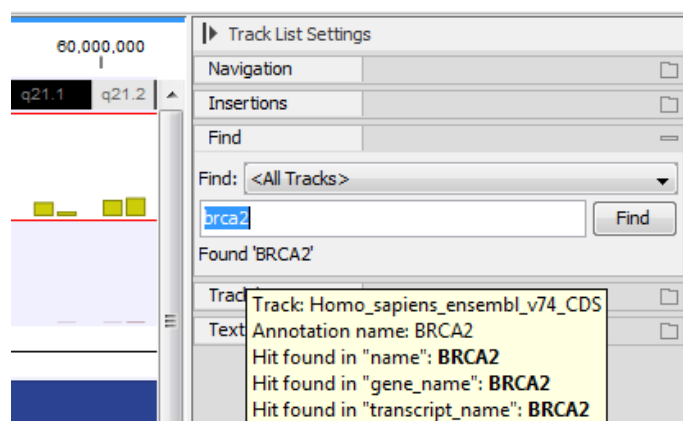 60,000,000
q21.1
q21.2
Track List Settings
Navigation
Insertions
Find
Find: <All Tracks>
brca2
Find
Found 'BRCA2'
Track: Homo_sapiens_ensembl_v74_CDS
Text
Annotation name: BRCA2
Hit found in "name": BRCA2
Hit found in "gene_name": BRCA2
Hit found in "transcript_name": BRCA2